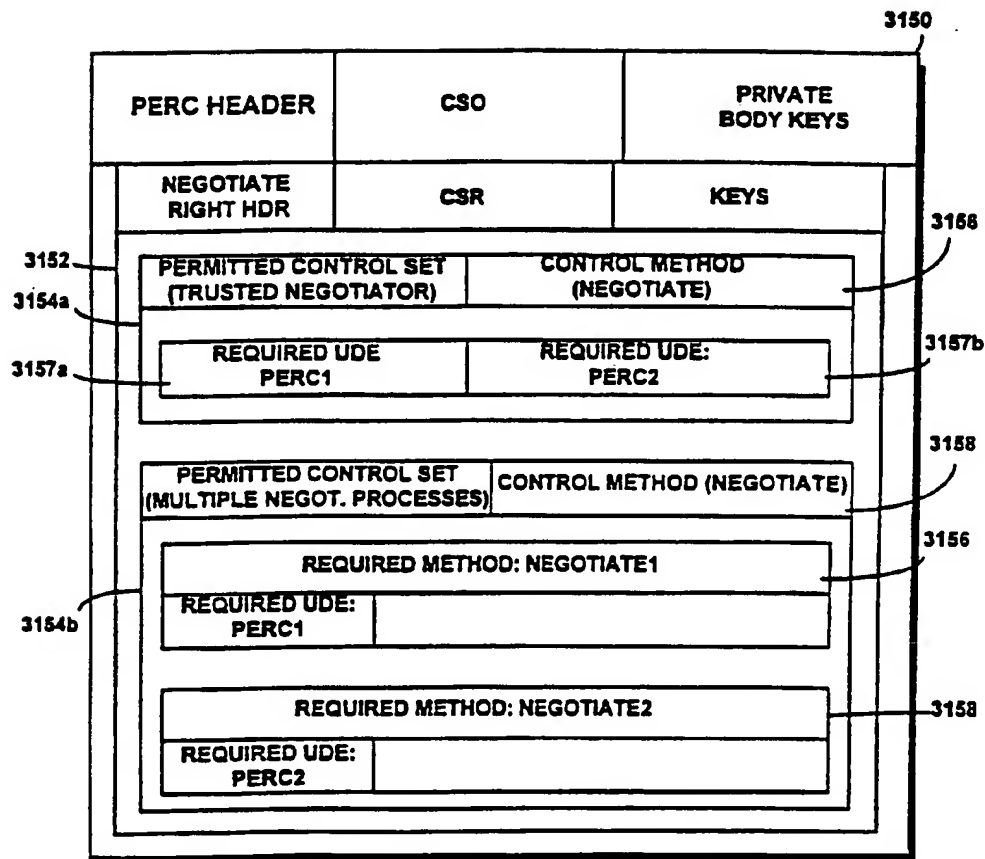 3150
PERC HEADER
CSO
PRIVATE
BODY KEYS
NEGOTIATE
RIGHT HDR
CSR
KEYS
3152
3154a
PERMITTED CONTROL SET
(TRUSTED NEGOTIATOR)
CONTROL METHOD
(NEGOTIATE)
3156
3157a
REQUIRED UDE
PERC1
REQUIRED UDE:
PERC2
3157b
PERMITTED CONTROL SET
(MULTIPLE NEGOT. PROCESSES)
CONTROL METHOD (NEGOTIATE)
3158
REQUIRED METHOD: NEGOTIATE1
3156
REQUIRED UDE:
PERC1
3154b
REQUIRED METHOD: NEGOTIATE2
3158
REQUIRED UDE:
PERC2